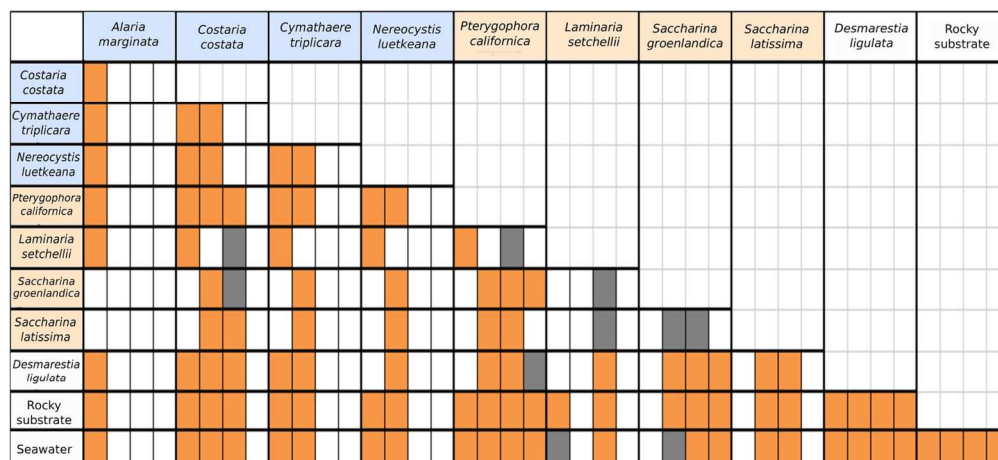 Alaria marginata
Costaria costata
Cymathaere triplicara
Nereocystis luetkeana
Pterygophora californica
Laminaria setchellii
Saccharina groenlandica
Saccharina latissima
Desmarestia ligulata
Rocky substrate
Costaria
costata
Cymathaere
triplicara
Nereocystis
luetkeana
Pterygophora
californica
Laminaria
setchellii
Saccharina
groenlandica
Saccharina
latissima
Desmarestia
ligulata
Rocky
substrate
Seawater